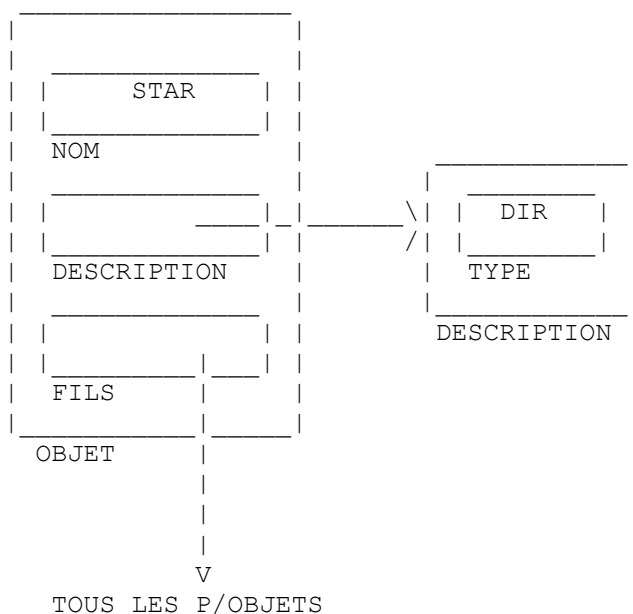 STAR
NOM
DIR
DESCRIPTION
TYPE
DESCRIPTION
FILS
OBJET
TOUS LES P/OBJETS